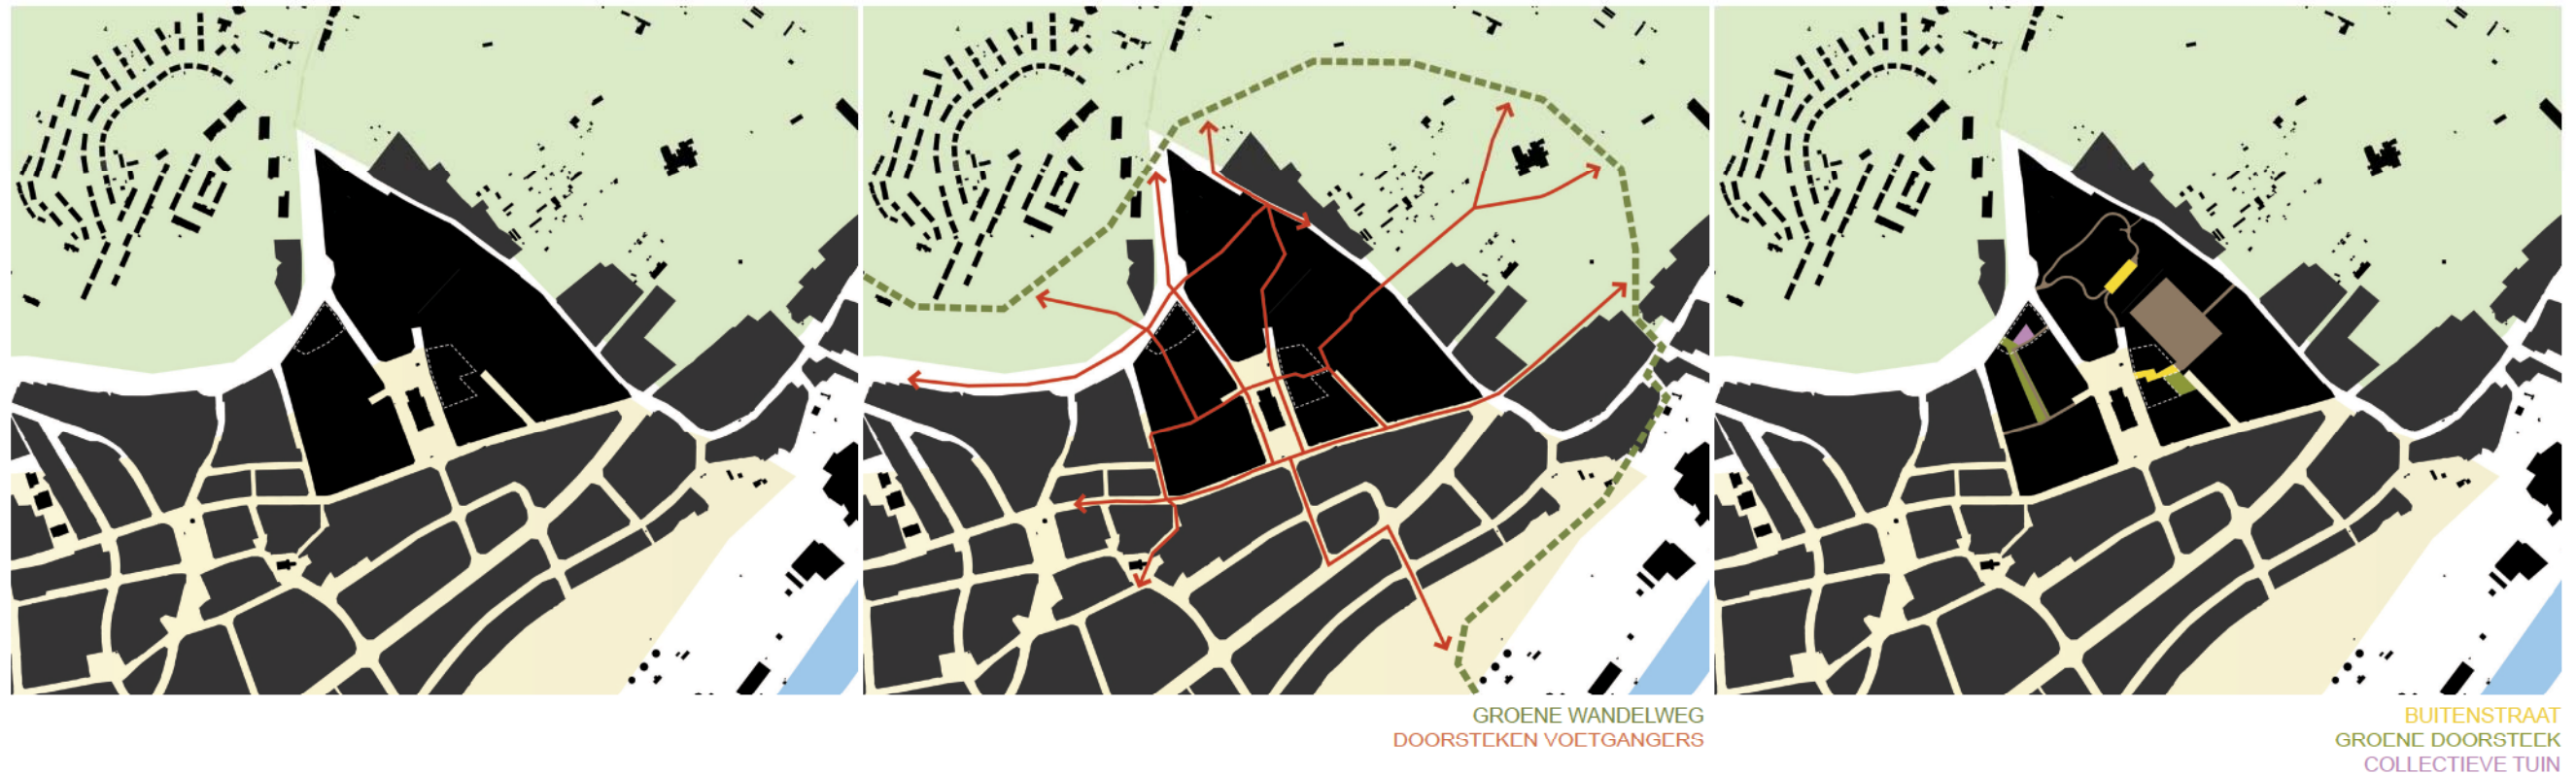 GROENE WANDELWEG
DOORSTEKEN VOETGANGERS
BUITENSTRAAT
GROENE DOORSTEEK
COLLECTIEVE TUIN